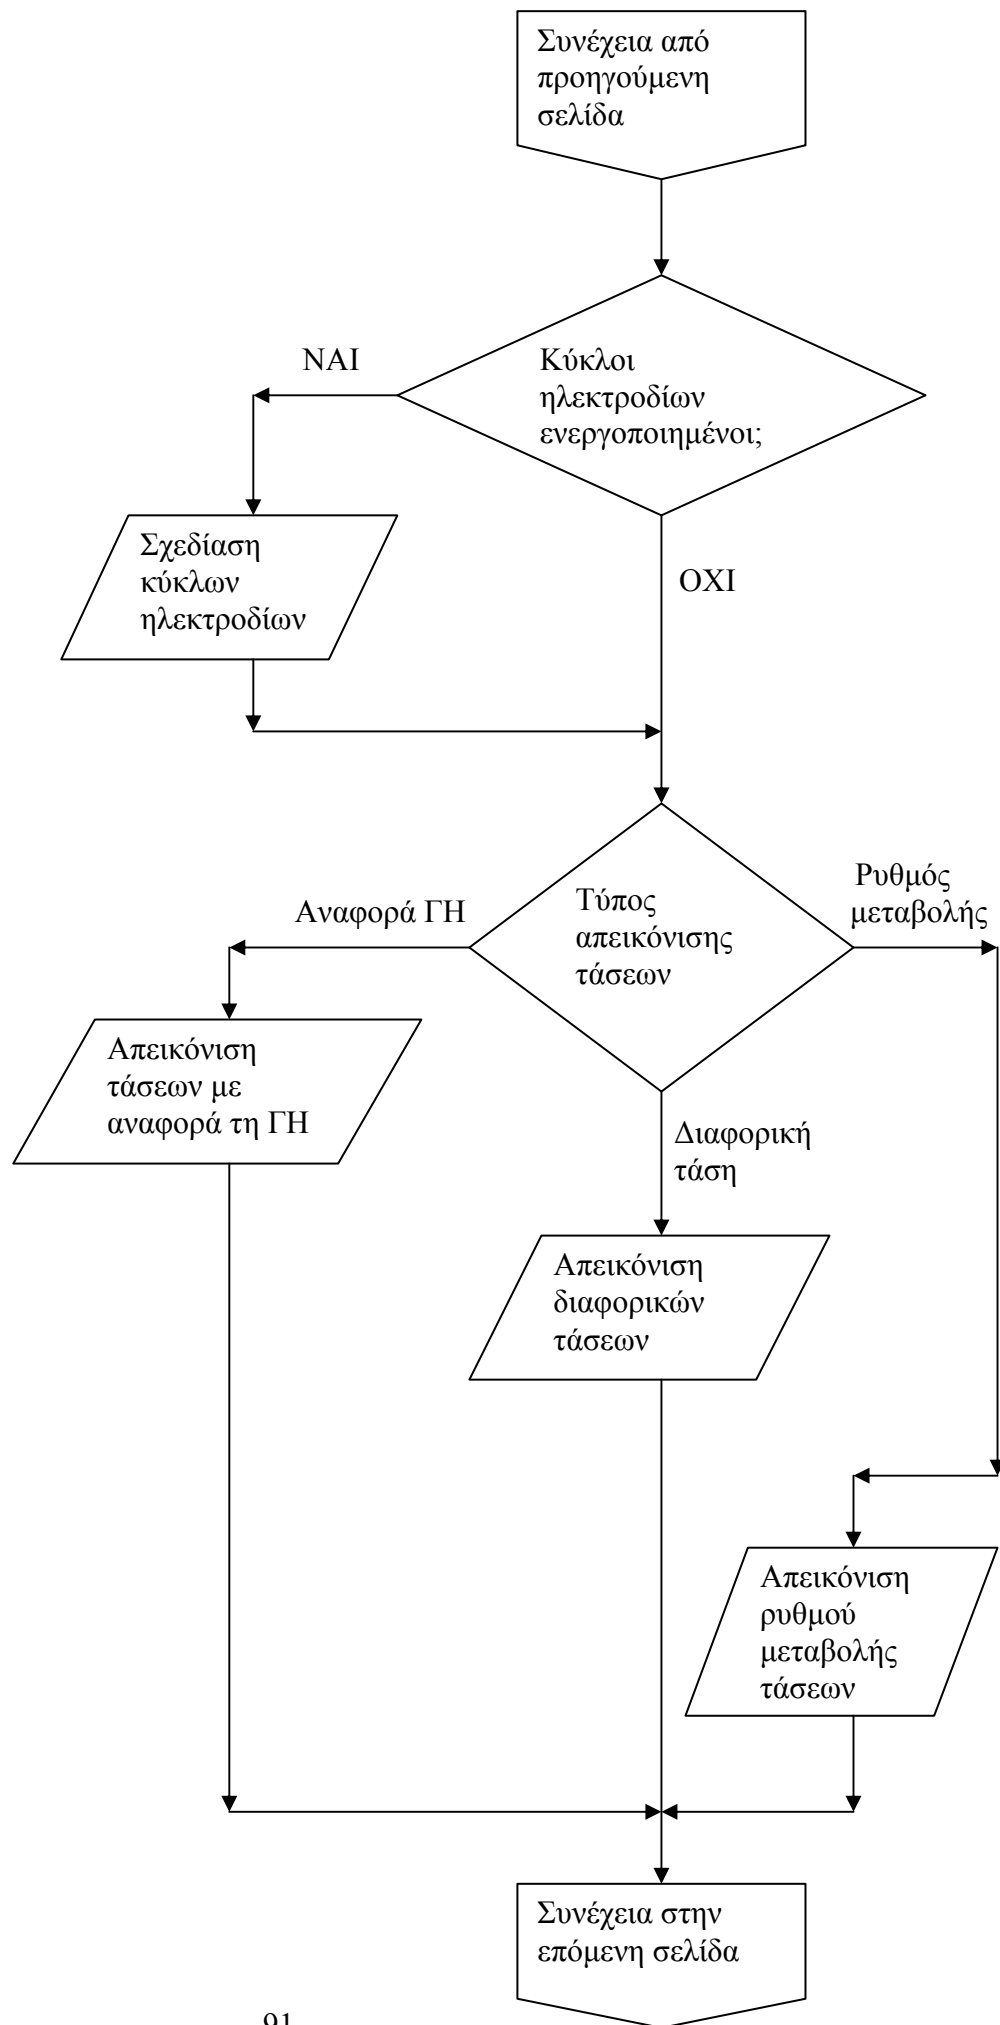 Συνέχεια από
προηγούμενη
σελίδα
ΝΑΙ
Κύκλοι
ηλεκτροδίων
ενεργοποιημένοι;
Σχεδίαση
κύκλων
ηλεκτροδίων
ΟΧΙ
Αναφορά ΓΗ
Τύπος
απεικόνισης
τάσεων
Ρυθμός
μεταβολής
Απεικόνιση
τάσεων με
αναφορά τη ΓΗ
Διαφορική
τάση
Απεικόνιση
διαφορικών
τάσεων
Απεικόνιση
ρυθμού
μεταβολής
τάσεων
Συνέχεια στην
επόμενη σελίδα
91